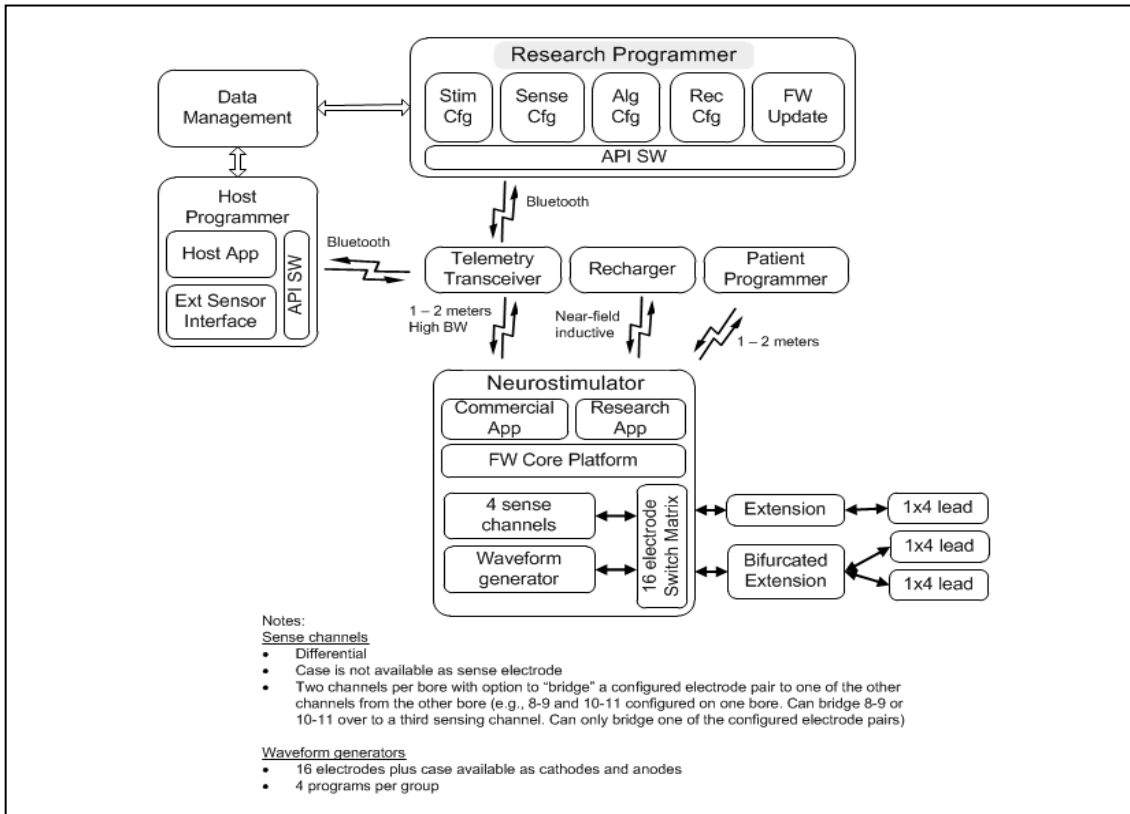 Research Programmer
Stim
Cfg
Sense
Cfg
Alg
Cfg
Rec
Cfg
FW
Update
API SW
Data
Management
Host
Programmer
Host App
Ext Sensor
Interface
API SW
Bluetooth
Bluetooth
Telemetry
Transceiver
Recharger
Patient
Programmer
1 – 2 meters
High BW
Near-field
inductive
1 – 2 meters
Neurostimulator
Commercial
App
Research
App
FW Core Platform
4 sense
channels
Waveform
generator
16 electrode
Switch Matrix
Extension
1x4 lead
Bifurcated
Extension
1x4 lead
1x4 lead
Notes:
Sense channels
• Differential
• Case is not available as sense electrode
• Two channels per bore with option to “bridge” a configured electrode pair to one of the other
channels from the other bore (e.g., 8-9 and 10-11 configured on one bore. Can bridge 8-9 or
10-11 over to a third sensing channel. Can only bridge one of the configured electrode pairs)
Waveform generators
• 16 electrodes plus case available as cathodes and anodes
• 4 programs per group